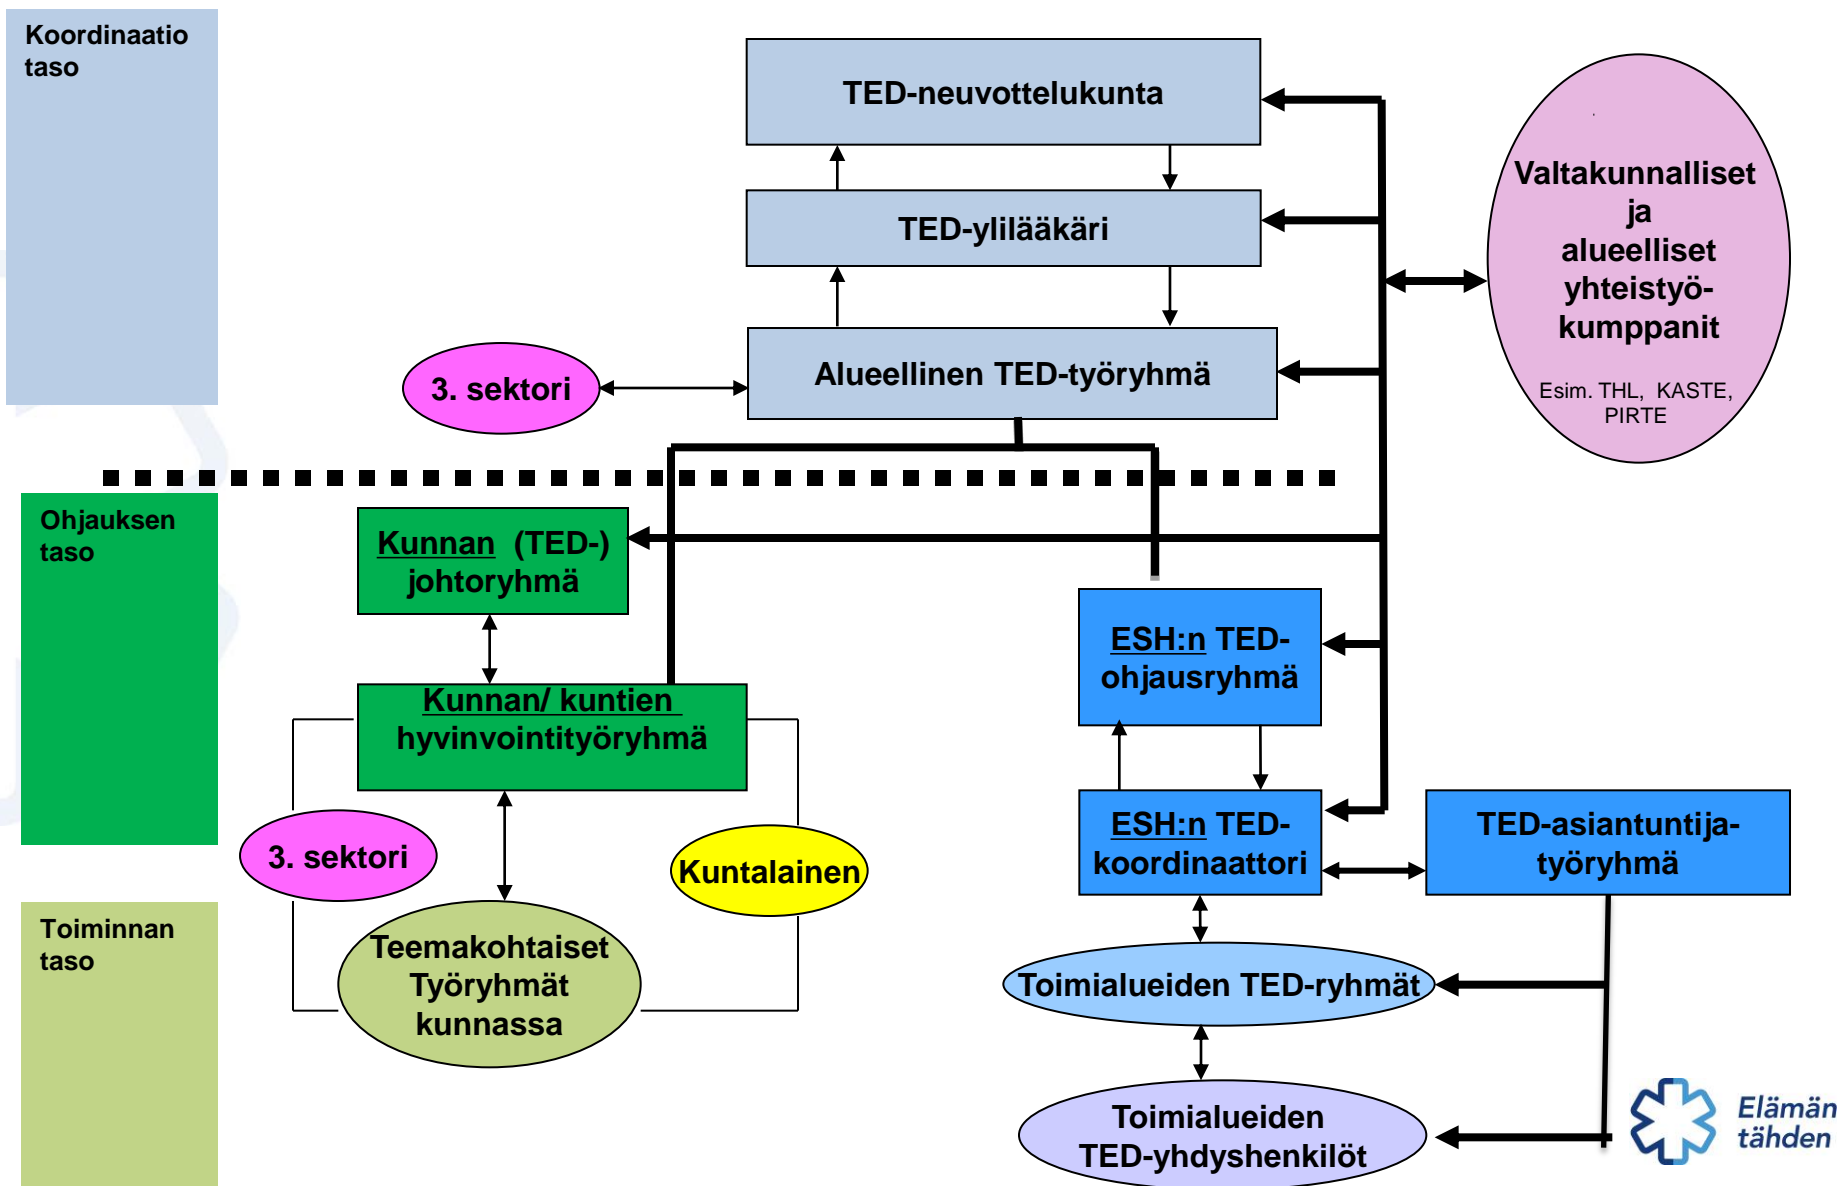 Koordinaatio
taso
TED-neuvottelukunta
TED-ylilääkäri
Alueellinen TED-työryhmä
3. sektori
Valtakunnalliset
ja
alueelliset
yhteistyö-
kumppanit
Esim. THL, KASTE,
PIRTE
Ohjauksen
taso
Kunnan (TED-)
johtoryhmä
Kunnan/ kuntien
hyvinvointityöryhmä
3. sektori
Kuntalainen
ESH:n TED-
ohjausryhmä
ESH:n TED-
koordinaattori
TED-asiantuntija-
työryhmä
Toiminnan
taso
Teemakohtaiset
Työryhmät
kunnassa
Toimialueiden TED-ryhmät
Toimialueiden
TED-yhdyshenkilöt
Elämän
tähden